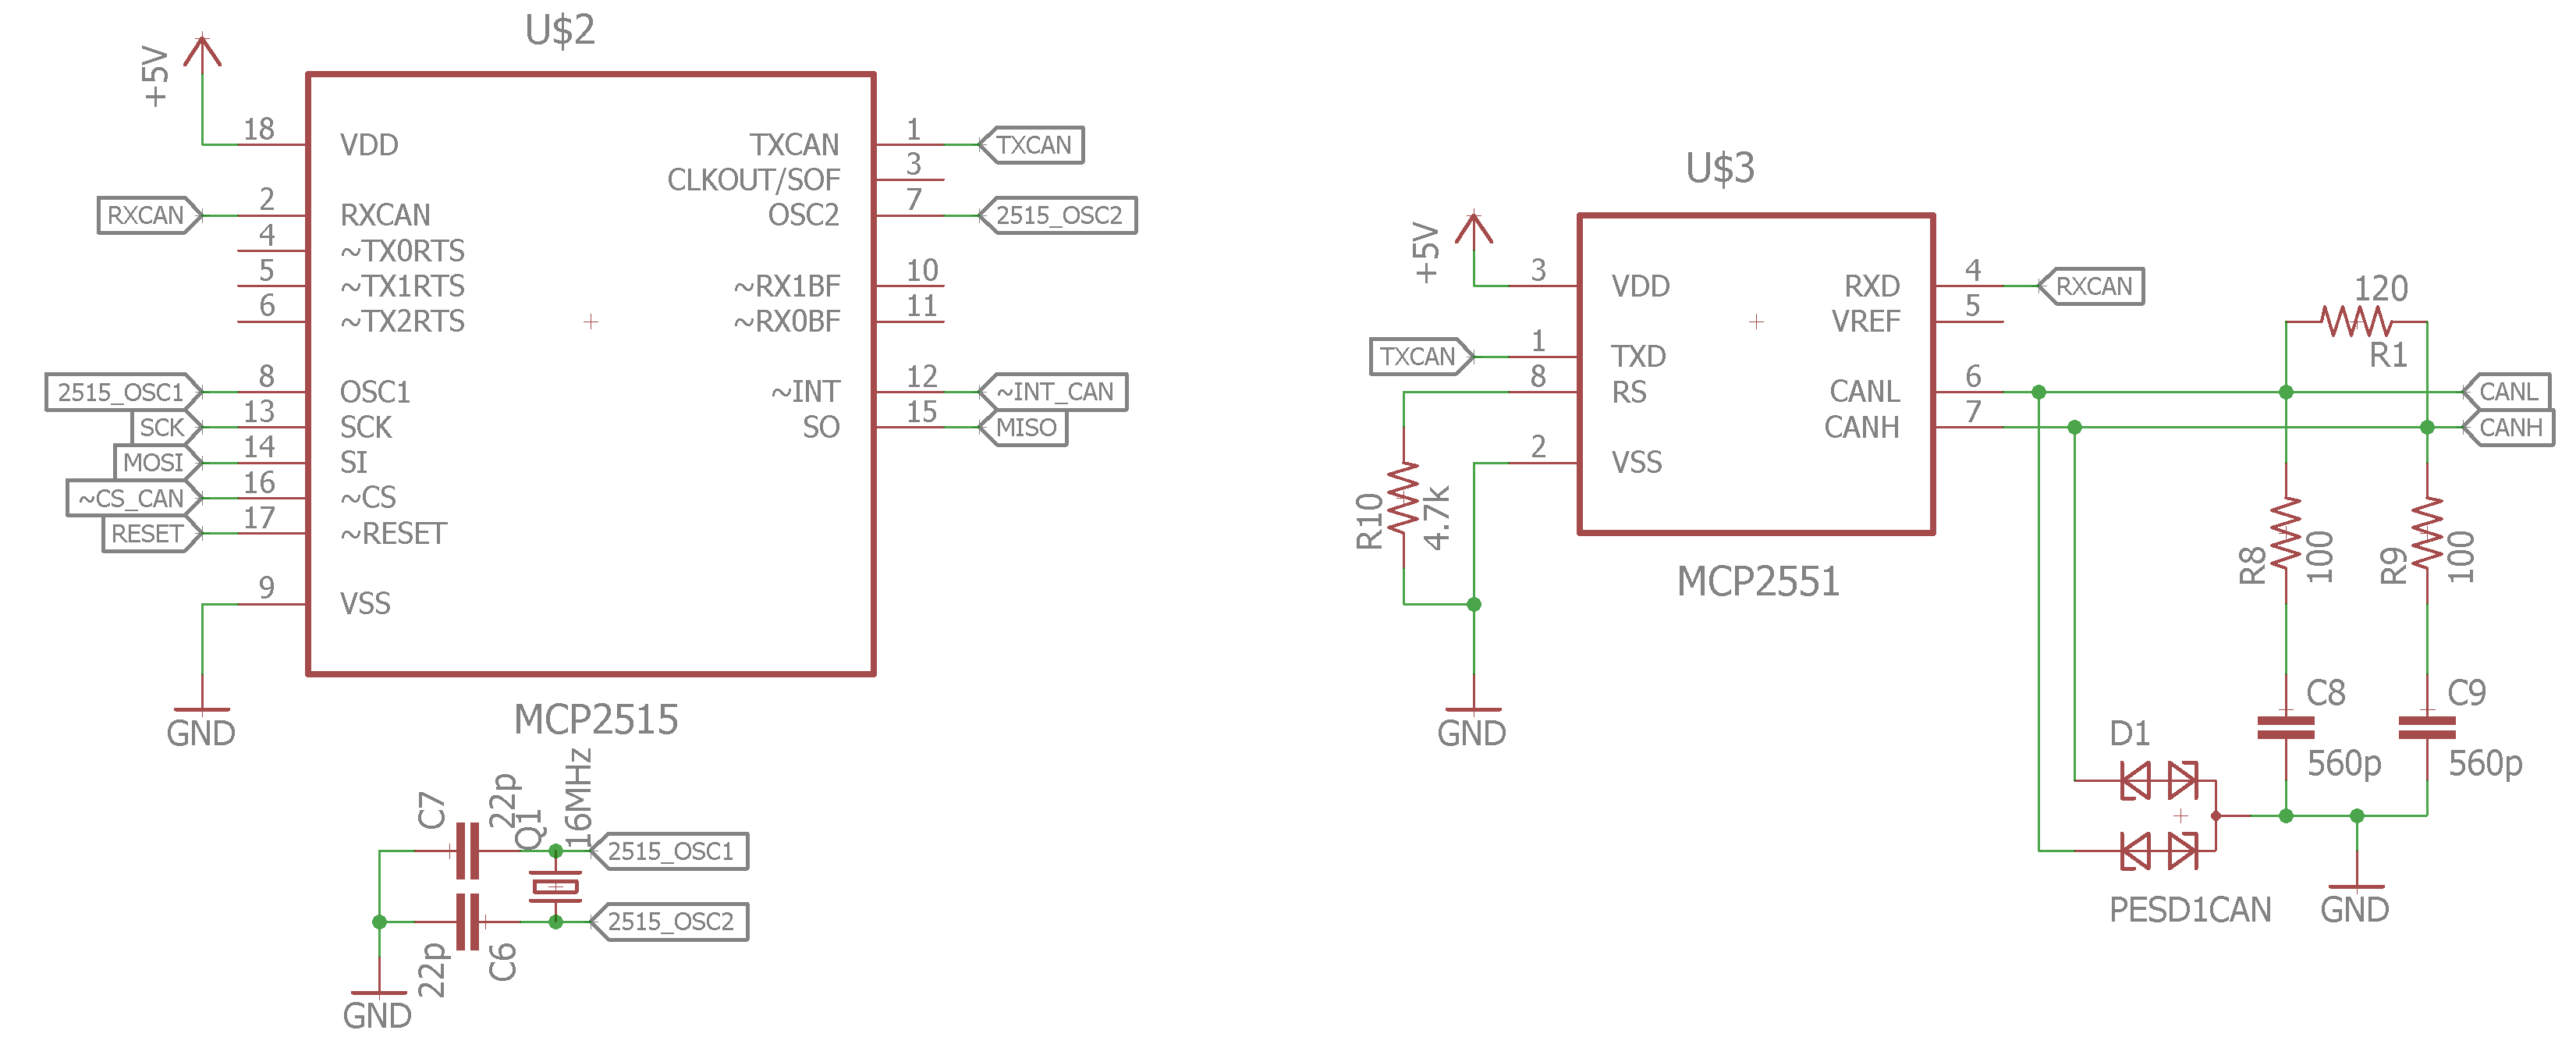 U$2
+5V
18 VDD
TXCAN 1 TXCAN
CLKOUT/SOF 3
RXCAN 2 RXCAN
OSC2 7 2515_OSC2
4 ~TX0RTS
5 ~TX1RTS
~RX1BF 10
6 ~TX2RTS
~RX0BF 11
2515_OSC1 8 OSC1
~INT 12 ~INT_CAN
SCK 13 SCK
SO 15 MISO
MOSI 14 SI
~CS_CAN 16 ~CS
RESET 17 ~RESET
9 VSS
GND
MCP2515
C7
22p
Q1
16MHz
2515_OSC1
2515_OSC2
22p
C6
GND
U$3
+5V
3 VDD
RXD 4 RXCAN
VREF 5
TXCAN 1 TXD
8 RS
CANL 6 CANL
CANH 7 CANH
2 VSS
R10
4.7k
MCP2551
GND
120
R1
R8
100
R9
100
C8
560p
C9
560p
D1
PESD1CAN
GND